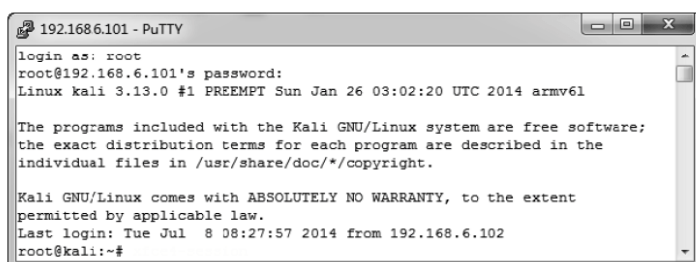 192.168.6.101 - PuTTY
login as: root
root@192.168.6.101's password:
Linux kali 3.13.0 #1 PREEMPT Sun Jan 26 03:02:20 UTC 2014 armv6l
The programs included with the Kali GNU/Linux system are free software;
the exact distribution terms for each program are described in the
individual files in /usr/share/doc/*/copyright.
Kali GNU/Linux comes with ABSOLUTELY NO WARRANTY, to the extent
permitted by applicable law.
Last login: Tue Jul  8 08:27:57 2014 from 192.168.6.102
root@kali:~#